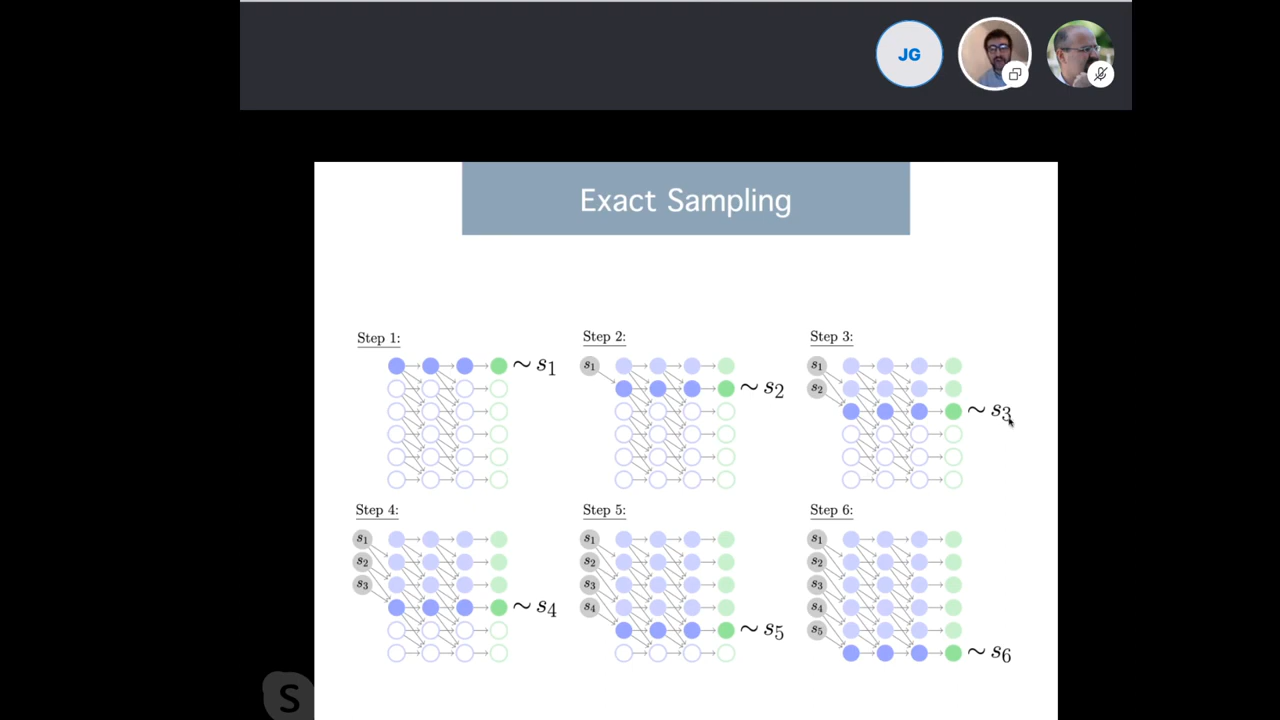 JG
Exact Sampling
Step 1:
~ s1
Step 2:
s1
~ s2
Step 3:
s1
s2
~ s3
Step 4:
s1
s2
s3
~ s4
Step 5:
s1
s2
s3
s4
~ s5
Step 6:
s1
s2
s3
s4
s5
~ s6
S